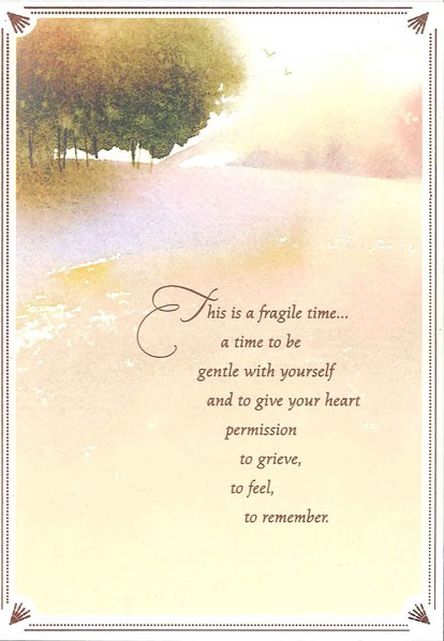 This is a fragile time...
a time to be
gentle with yourself
and to give your heart
permission
to grieve,
to feel,
to remember.